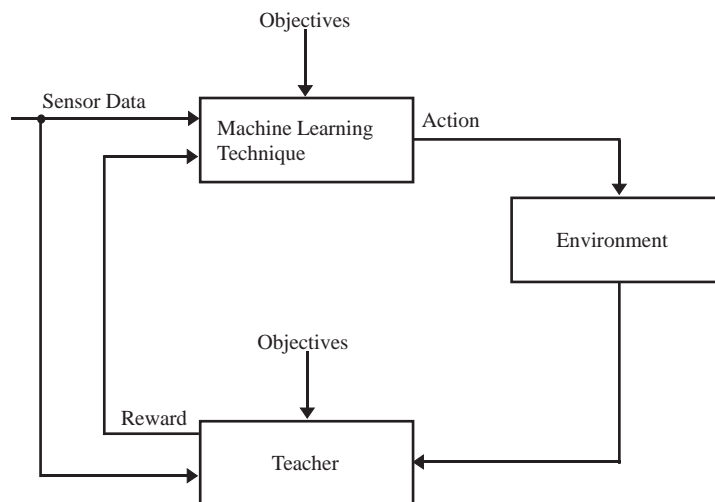 Objectives
Sensor Data
Machine Learning
Technique
Action
Environment
Objectives
Reward
Teacher